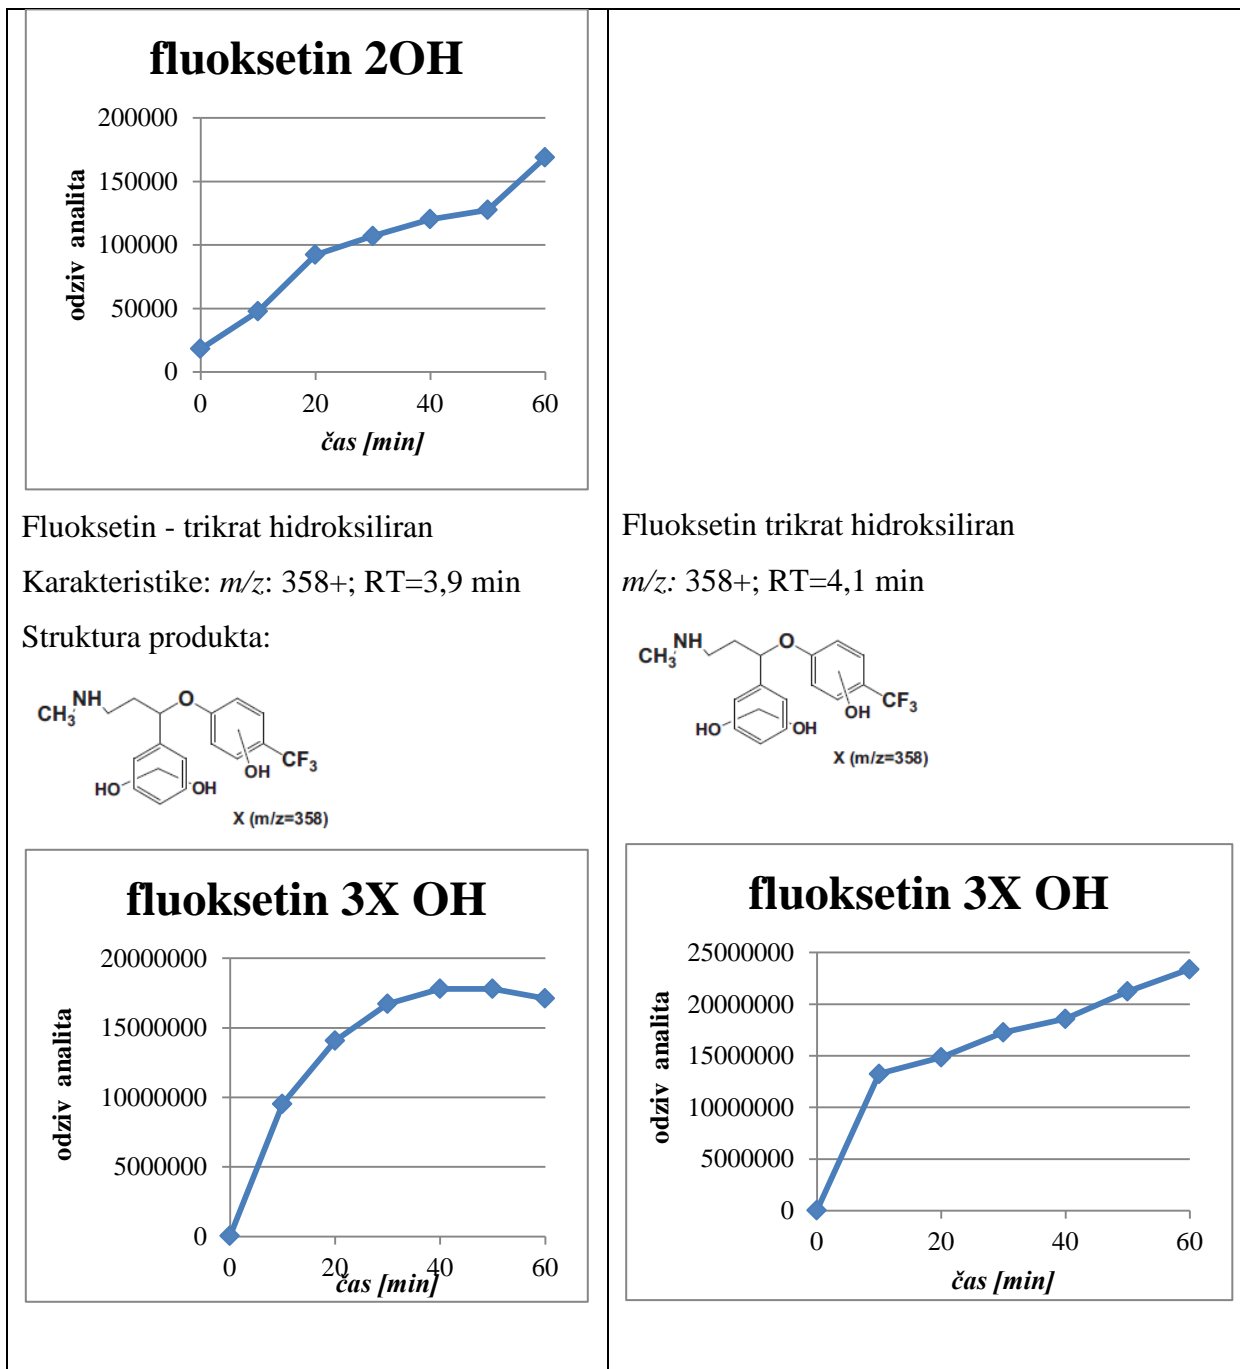 fluoksetin 2OH
200000
150000
100000
50000
0
odziv analita
0 20 40 60
čas [min]
Fluoksetin - trikrat hidroksiliran
Karakteristike: m/z: 358+; RT=3,9 min
Struktura produkta:
NH
CH3
O
CF3
OH
HO
OH
X (m/z=358)
fluoksetin 3X OH
20000000
15000000
10000000
5000000
0
odziv analita
0 20 40 60
čas [min]
Fluoksetin trikrat hidroksiliran
m/z: 358+; RT=4,1 min
NH
CH3
O
CF3
OH
HO
OH
X (m/z=358)
fluoksetin 3X OH
25000000
20000000
15000000
10000000
5000000
0
odziv analita
0 20 40 60
čas [min]